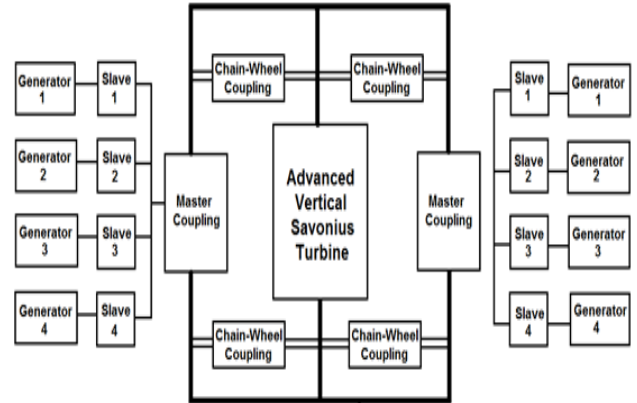 Chain-Wheel
Coupling
Chain-Wheel
Coupling
Generator
1
Slave
1
Generator
2
Slave
2
Generator
3
Slave
3
Generator
4
Slave
4
Master
Coupling
Advanced
Vertical
Savonius
Turbine
Master
Coupling
Slave
1
Generator
1
Slave
2
Generator
2
Slave
3
Generator
3
Slave
4
Generator
4
Chain-Wheel
Coupling
Chain-Wheel
Coupling